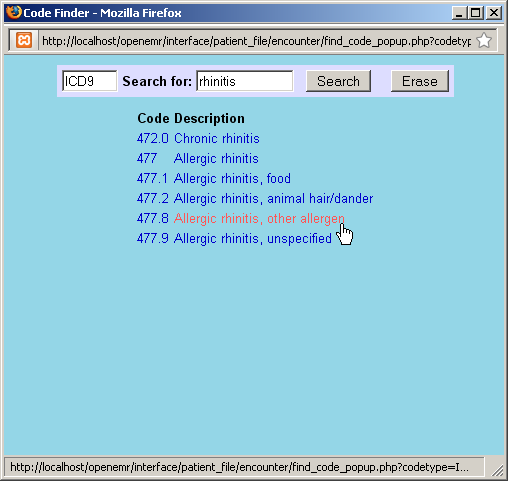 Code Finder - Mozilla Firefox
http://localhost/openemr/interface/patient_file/encounter/find_code_popup.php?codetyp
ICD9 Search for: rhinitis Search Erase
Code Description
472.0 Chronic rhinitis
477 Allergic rhinitis
477.1 Allergic rhinitis, food
477.2 Allergic rhinitis, animal hair/dander
477.8 Allergic rhinitis, other allergen
477.9 Allergic rhinitis, unspecified
http://localhost/openemr/interface/patient_file/encounter/find_code_popup.php?codetype=I...